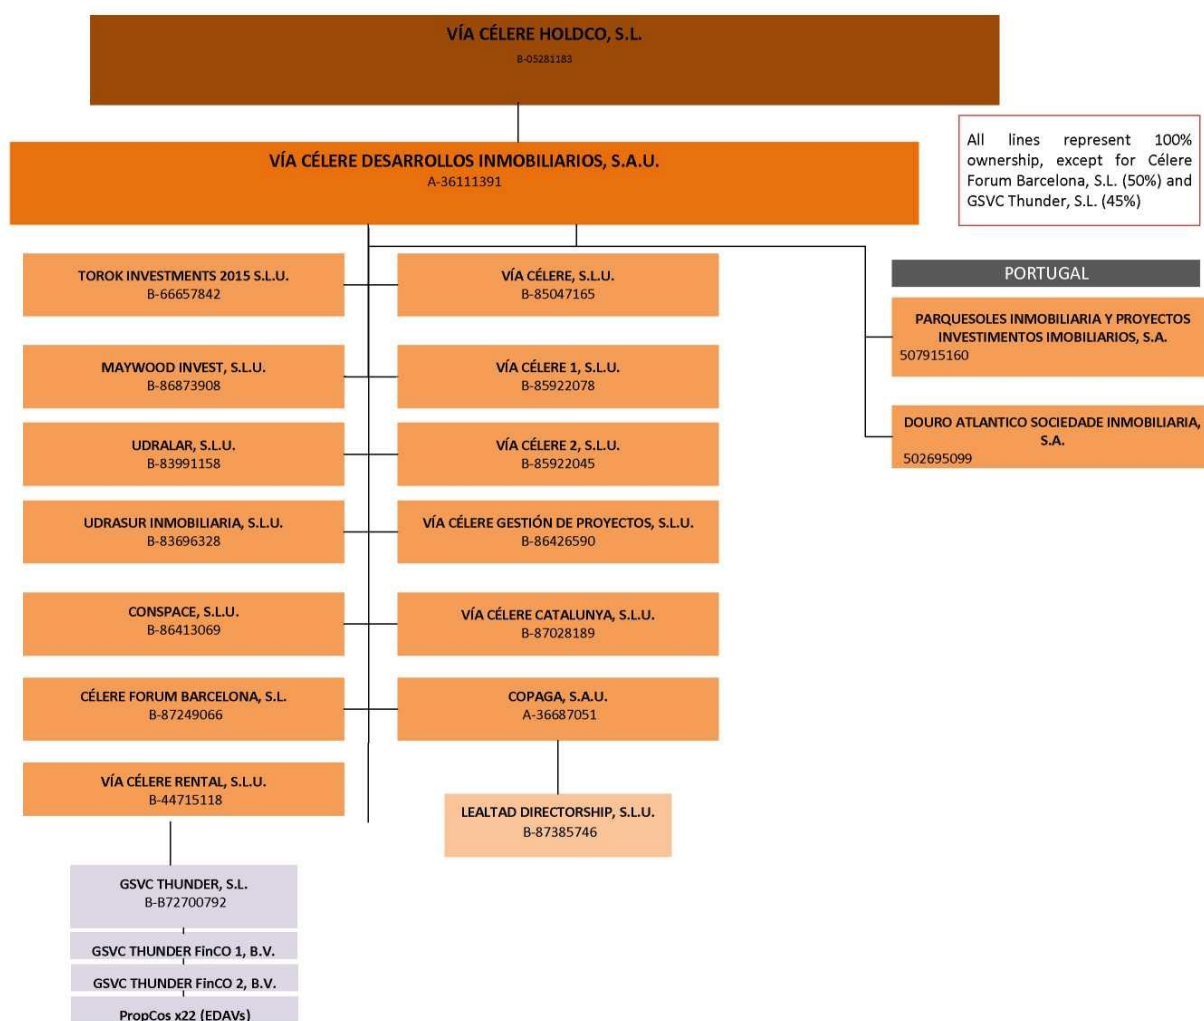 VÍA CÉLERE HOLDCO, S.L.
B-05281183
VÍA CÉLERE DESARROLLOS INMOBILIARIOS, S.A.U.
A-36111391
All lines represent 100%
ownership, except for Célere
Forum Barcelona, S.L. (50%) and
GSVC Thunder, S.L. (45%)
TOROK INVESTMENTS 2015 S.L.U.
B-66657842
VÍA CÉLERE, S.L.U.
B-85047165
PORTUGAL
PARQUESOLES INMOBILIARIA Y PROYECTOS
INVESTIMENTOS IMOBILIARIOS, S.A.
507915160
MAYWOOD INVEST, S.L.U.
B-86873908
VÍA CÉLERE 1, S.L.U.
B-85922078
DOURO ATLANTICO SOCIEDADE INMOBILIARIA,
S.A.
502695099
UDRALAR, S.L.U.
B-83991158
VÍA CÉLERE 2, S.L.U.
B-85922045
UDRASUR INMOBILIARIA, S.L.U.
B-83696328
VÍA CÉLERE GESTIÓN DE PROYECTOS, S.L.U.
B-86426590
CONSPACE, S.L.U.
B-86413069
VÍA CÉLERE CATALUNYA, S.L.U.
B-87028189
CÉLERE FORUM BARCELONA, S.L.
B-87249066
COPAGA, S.A.U.
A-36687051
VÍA CÉLERE RENTAL, S.L.U.
B-44715118
LEALTAD DIRECTORSHIP, S.L.U.
B-87385746
GSVC THUNDER, S.L.
B-B72700792
GSVC THUNDER FinCO 1, B.V.
GSVC THUNDER FinCO 2, B.V.
PropCos x22 (EDAVs)